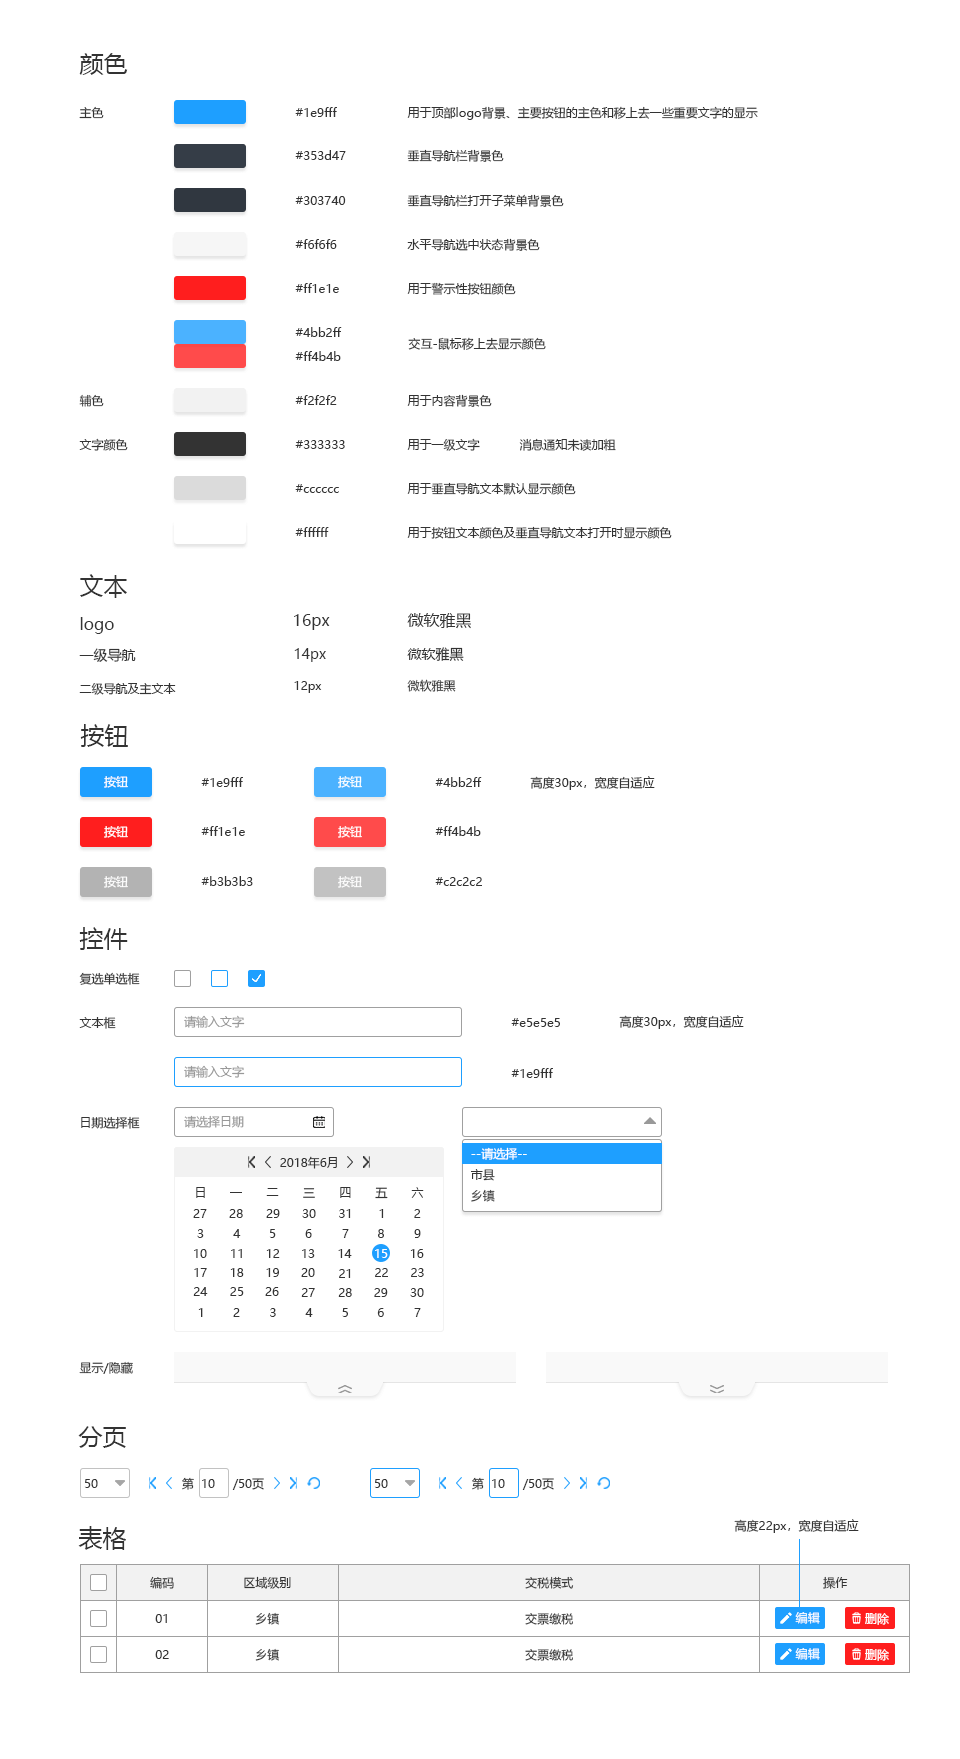 颜色
主色 #1e9fff 用于顶部logo背景、主要按钮的主色和移上去一些重要文字的显示
#353d47 垂直导航栏背景色
#303740 垂直导航栏打开子菜单背景色
#f6f6f6 水平导航选中状态背景色
#ff1e1e 用于警示性按钮颜色
#4bb2ff
交互-鼠标移上去显示颜色
#ff4b4b
辅色 #f2f2f2 用于内容背景色
文字颜色 #333333 用于一级文字 消息通知未读加粗
#cccccc 用于垂直导航文本默认显示颜色
#ffffff 用于按钮文本颜色及垂直导航文本打开时显示颜色
文本
logo 16px 微软雅黑
一级导航 14px 微软雅黑
二级导航及主文本 12px 微软雅黑
按钮
按钮 #1e9fff 按钮 #4bb2ff 高度30px，宽度自适应
按钮 #ff1e1e 按钮 #ff4b4b
按钮 #b3b3b3 按钮 #c2c2c2
控件
复选单选框
文本框 请输入文字 #e5e5e5 高度30px，宽度自适应
请输入文字 #1e9fff
日期选择框 请选择日期
2018年6月
日 一 二 三 四 五 六
27 28 29 30 31 1 2
3 4 5 6 7 8 9
10 11 12 13 14 15 16
17 18 19 20 21 22 23
24 25 26 27 28 29 30
1 2 3 4 5 6 7
--请选择--
市县
乡镇
显示/隐藏
分页
50 第 10 /50页 50 第 10 /50页
表格
高度22px，宽度自适应
编码 区域级别 交税模式 操作
01 乡镇 交票缴税 编辑 删除
02 乡镇 交票缴税 编辑 删除